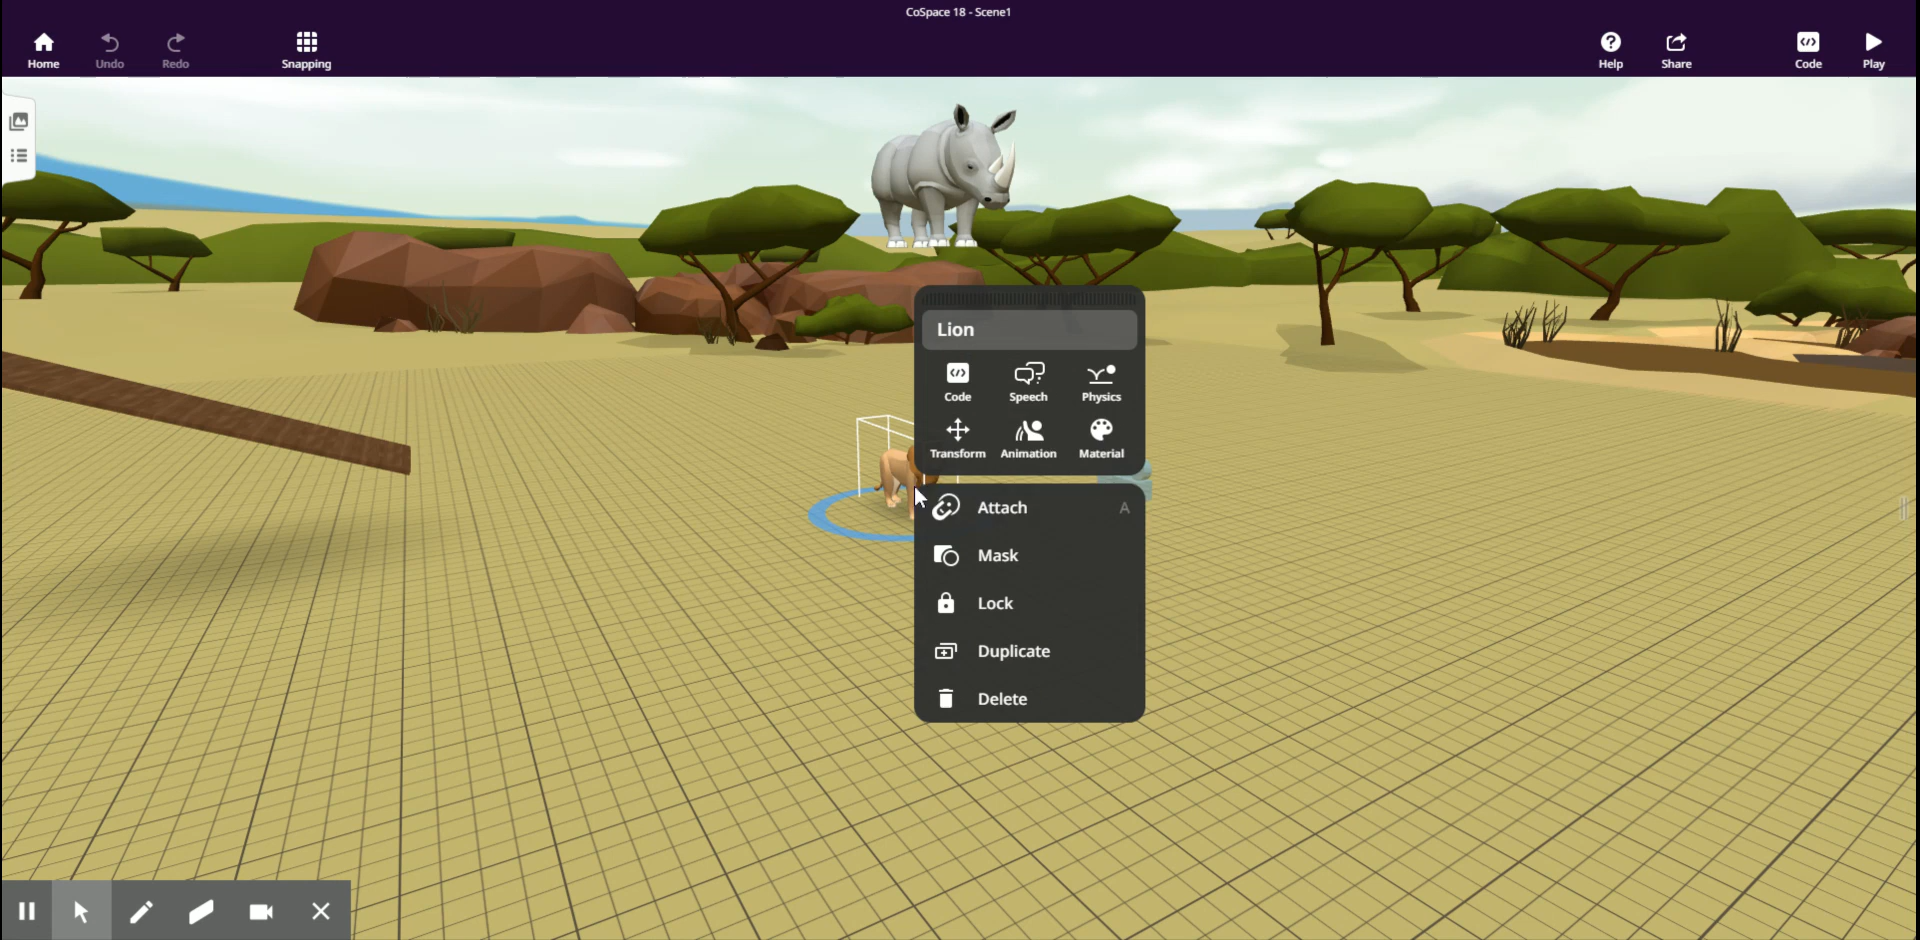 CoSpace 18 - Scene1
Home
Undo
Redo
Snapping
Help
Share
Code
Play
Lion
Code
Speech
Physics
Transform
Animation
Material
Attach A
Mask
Lock
Duplicate
Delete